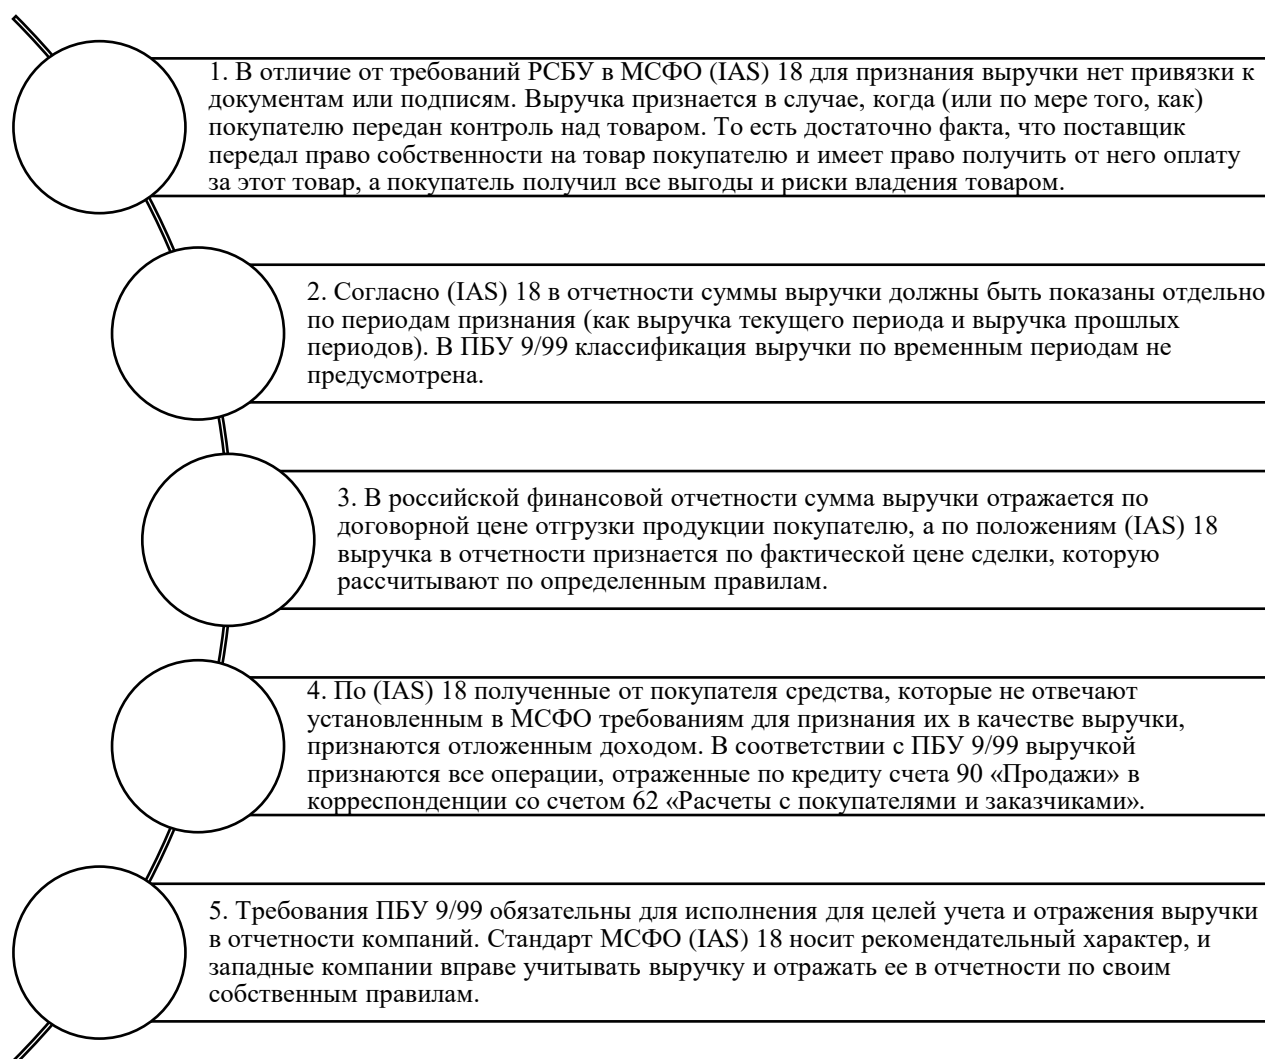 1. В отличие от требований РСБУ в МСФО (IAS) 18 для признания выручки нет привязки к
документам или подписям. Выручка признается в случае, когда (или по мере того, как)
покупателю передан контроль над товаром. То есть достаточно факта, что поставщик
передал право собственности на товар покупателю и имеет право получить от него оплату
за этот товар, а покупатель получил все выгоды и риски владения товаром.
2. Согласно (IAS) 18 в отчетности суммы выручки должны быть показаны отдельно
по периодам признания (как выручка текущего периода и выручка прошлых
периодов). В ПБУ 9/99 классификация выручки по временным периодам не
предусмотрена.
3. В российской финансовой отчетности сумма выручки отражается по
договорной цене отгрузки продукции покупателю, а по положениям (IAS) 18
выручка в отчетности признается по фактической цене сделки, которую
рассчитывают по определенным правилам.
4. По (IAS) 18 полученные от покупателя средства, которые не отвечают
установленным в МСФО требованиям для признания их в качестве выручки,
признаются отложенным доходом. В соответствии с ПБУ 9/99 выручкой
признаются все операции, отраженные по кредиту счета 90 «Продажи» в
корреспонденции со счетом 62 «Расчеты с покупателями и заказчиками».
5. Требования ПБУ 9/99 обязательны для исполнения для целей учета и отражения выручки
в отчетности компаний. Стандарт МСФО (IAS) 18 носит рекомендательный характер, и
западные компании вправе учитывать выручку и отражать ее в отчетности по своим
собственным правилам.